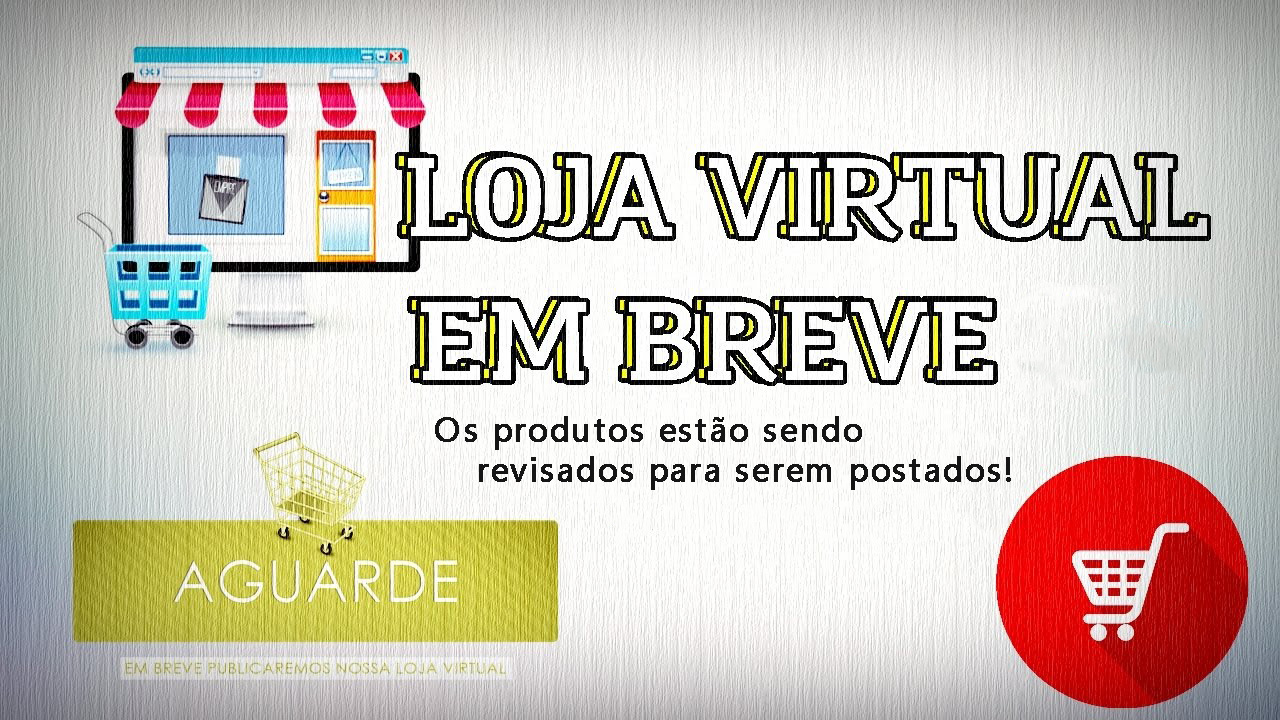 LOJA VIRTUAL
EM BREVE
Os produtos estão sendo
revisados para serem postados!
AGUARDE
EM BREVE PUBLICAREMOS NOSSA LOJA VIRTUAL